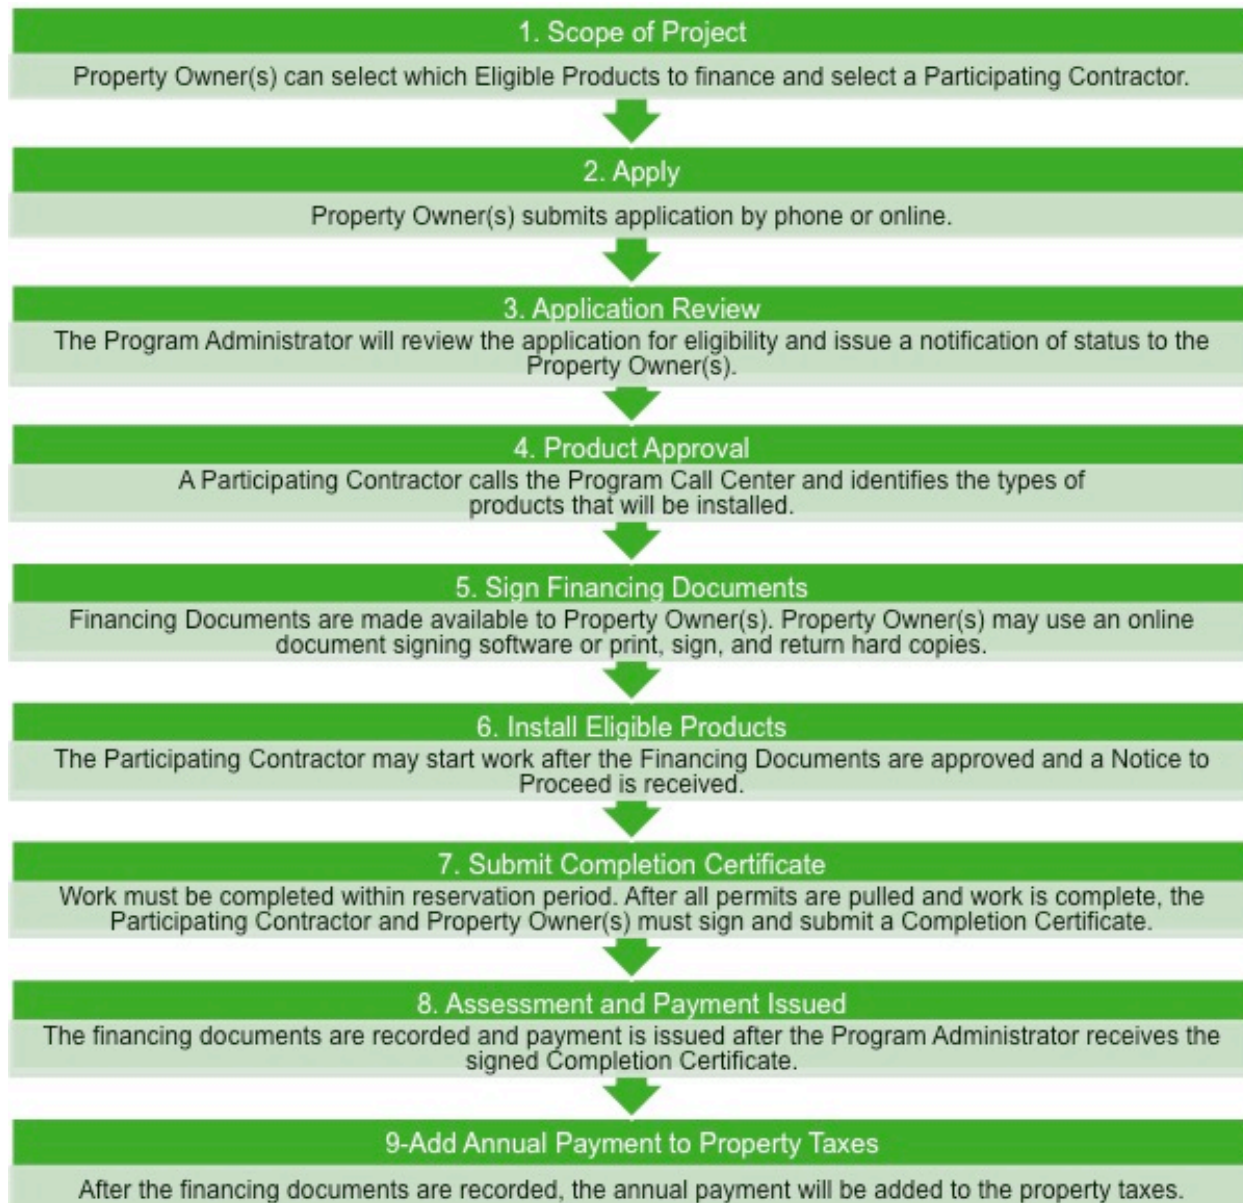 1. Scope of Project
Property Owner(s) can select which Eligible Products to finance and select a Participating Contractor.
2. Apply
Property Owner(s) submits application by phone or online.
3. Application Review
The Program Administrator will review the application for eligibility and issue a notification of status to the
Property Owner(s).
4. Product Approval
A Participating Contractor calls the Program Call Center and identifies the types of
products that will be installed.
5. Sign Financing Documents
Financing Documents are made available to Property Owner(s). Property Owner(s) may use an online
document signing software or print, sign, and return hard copies.
6. Install Eligible Products
The Participating Contractor may start work after the Financing Documents are approved and a Notice to
Proceed is received.
7. Submit Completion Certificate
Work must be completed within reservation period. After all permits are pulled and work is complete, the
Participating Contractor and Property Owner(s) must sign and submit a Completion Certificate.
8. Assessment and Payment Issued
The financing documents are recorded and payment is issued after the Program Administrator receives the
signed Completion Certificate.
9-Add Annual Payment to Property Taxes
After the financing documents are recorded, the annual payment will be added to the property taxes.